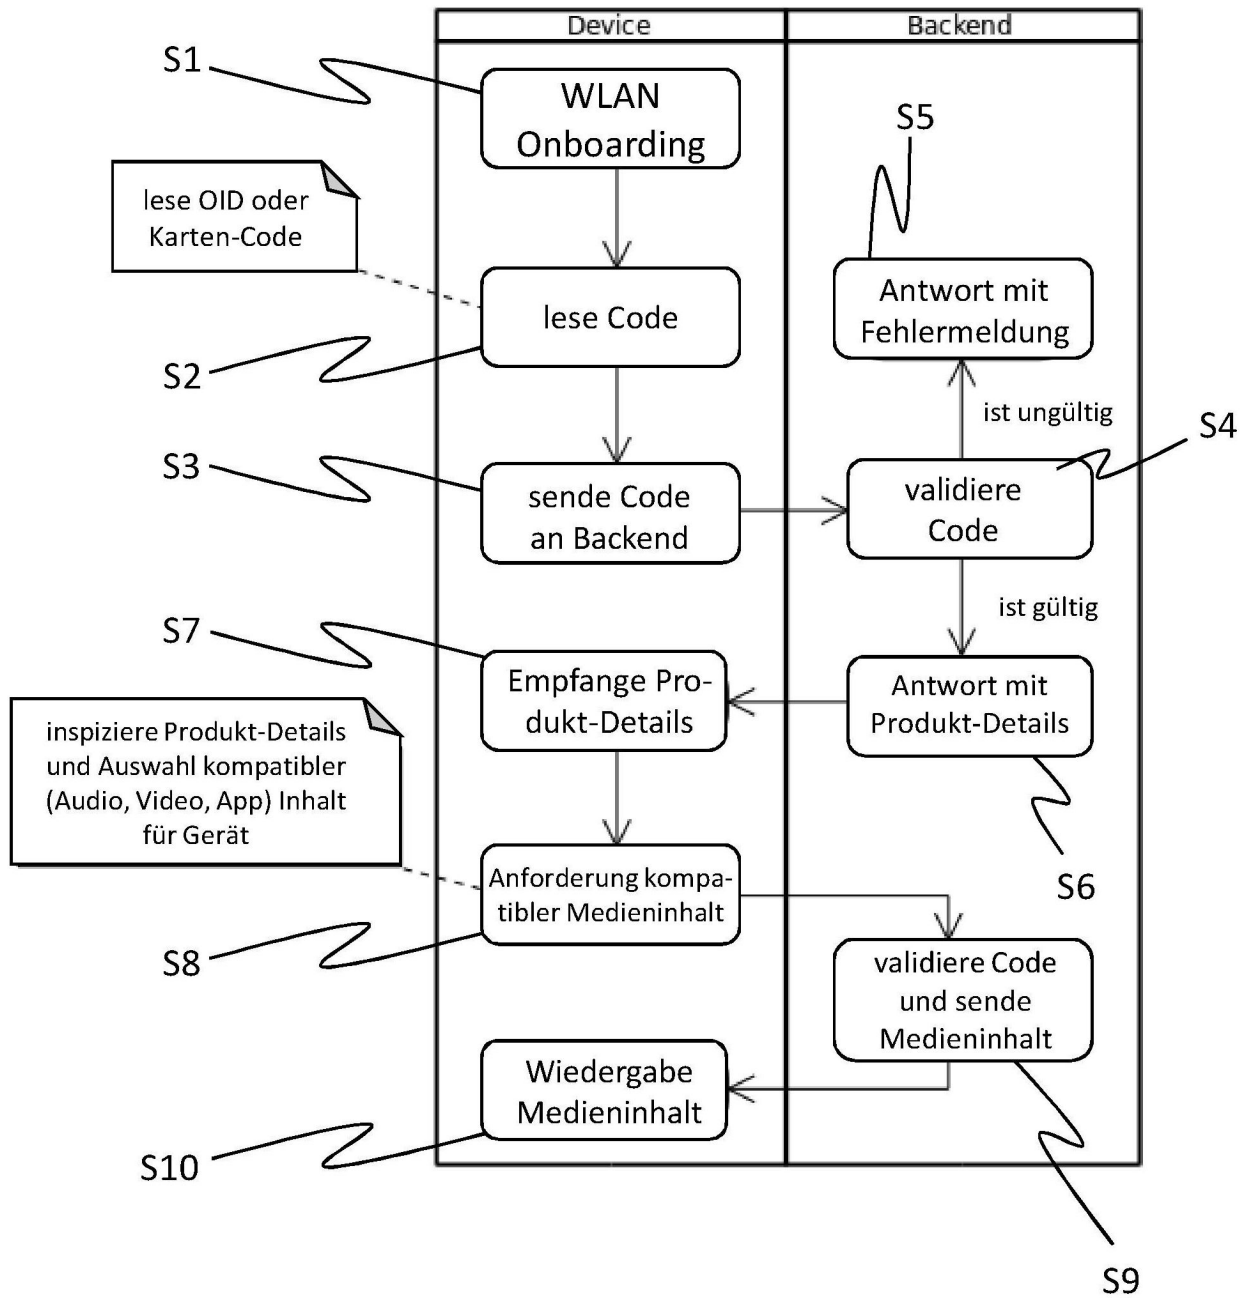 Device
Backend
S1
WLAN
Onboarding
S5
lese OID oder
Karten-Code
lese Code
Antwort mit
Fehlermeldung
S2
ist ungültig
S4
S3
sende Code
an Backend
validiere
Code
ist gültig
S7
Empfange Pro-
dukt-Details
Antwort mit
Produkt-Details
inspiziere Produkt-Details
und Auswahl kompatibler
(Audio, Video, App) Inhalt
für Gerät
S6
Anforderung kompa-
tibler Medieninhalt
S8
validiere Code
und sende
Medieninhalt
Wiedergabe
Medieninhalt
S10
S9